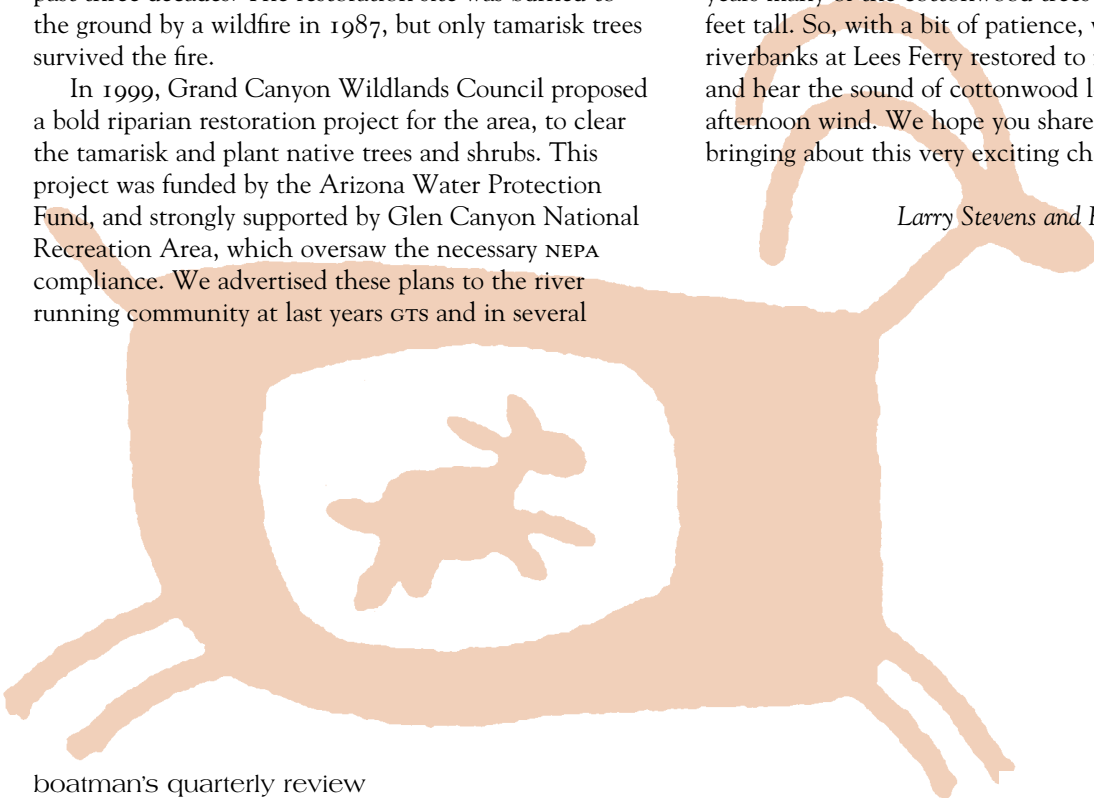 the ground by a wildfire in 1987, but only tamarisk trees
survived the fire.
In 1999, Grand Canyon Wildlands Council proposed
a bold riparian restoration project for the area, to clear
the tamarisk and plant native trees and shrubs. This
project was funded by the Arizona Water Protection
Fund, and strongly supported by Glen Canyon National
Recreation Area, which oversaw the necessary NEPA
compliance. We advertised these plans to the river
running community at last years GTS and in several
feet tall. So, with a bit of patience,
riverbanks at Lees Ferry restored to
and hear the sound of cottonwood
afternoon wind. We hope you share
bringing about this very exciting
Larry Stevens and
boatman's quarterly review